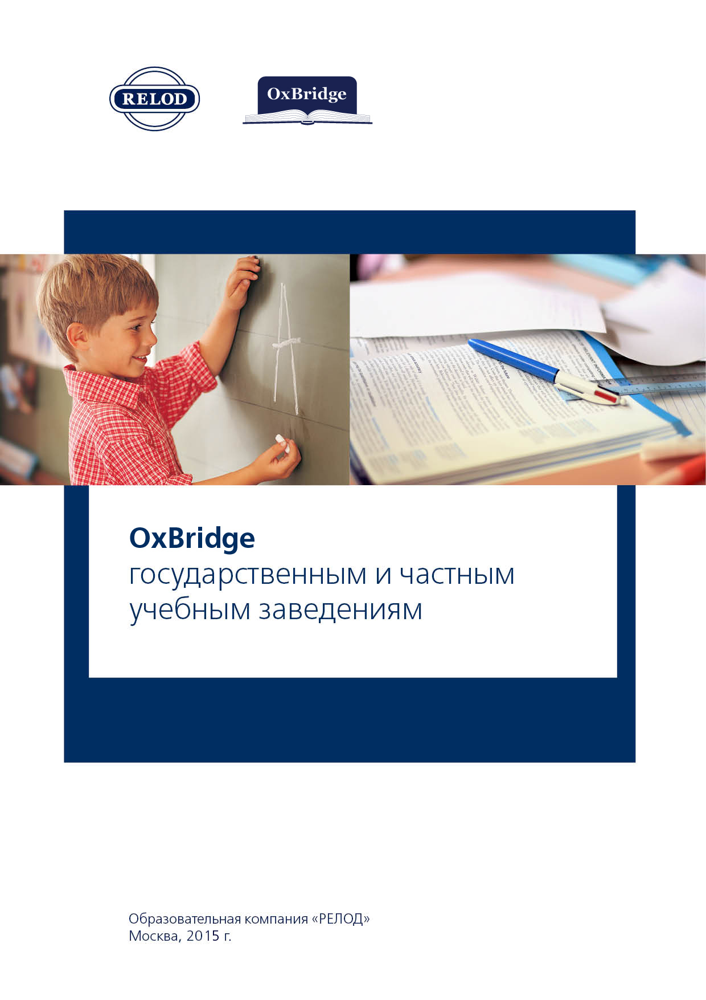 RELOD
OxBridge
OxBridge
государственным и частным
учебным заведениям
Образовательная компания «РЕЛОД»
Москва, 2015 г.